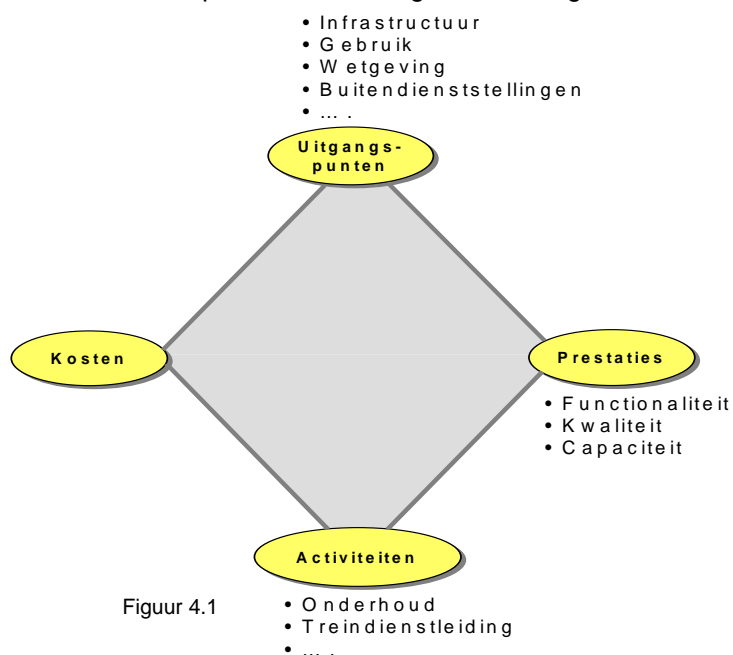 • Infrastructuur
• Gebruik
• Wetgeving
• Buitendienststellingen
• ... .
Uitgangs-
punten
Kosten
Prestaties
• Functionaliteit
• Kwaliteit
• Capaciteit
Activiteiten
Figuur 4.1
• Onderhoud
• Treindienstleiding
• ... .